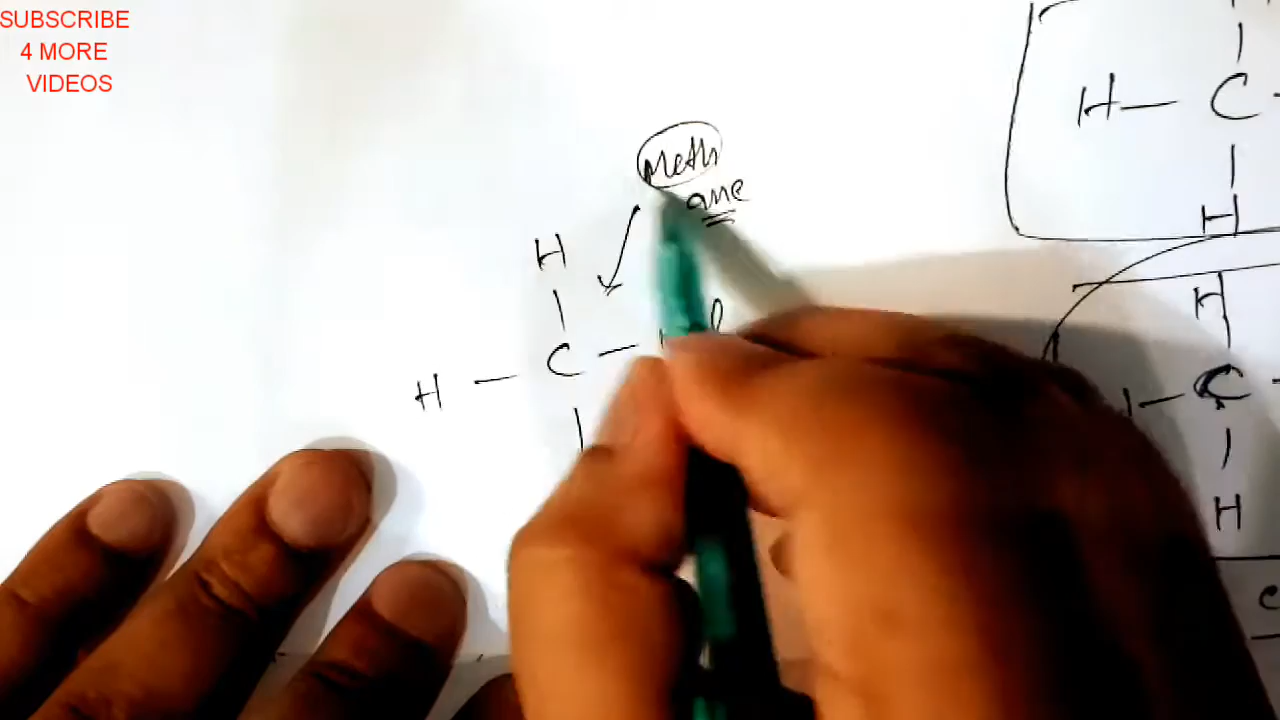 SUBSCRIBE
4 MORE
VIDEOS
Meth
ane
H
H — C —
H
H — C
H
H
C
H